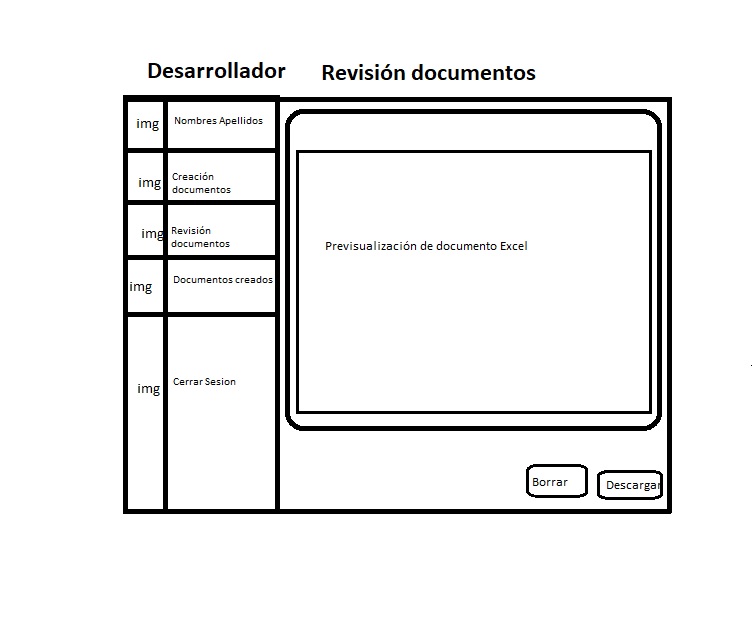 Desarrollador
Revisión documentos
img
Nombres Apellidos
img
Creación
documentos
img
Revisión
documentos
img
Documentos creados
img
Cerrar Sesion
Previsualización de documento Excel
Borrar
Descargar